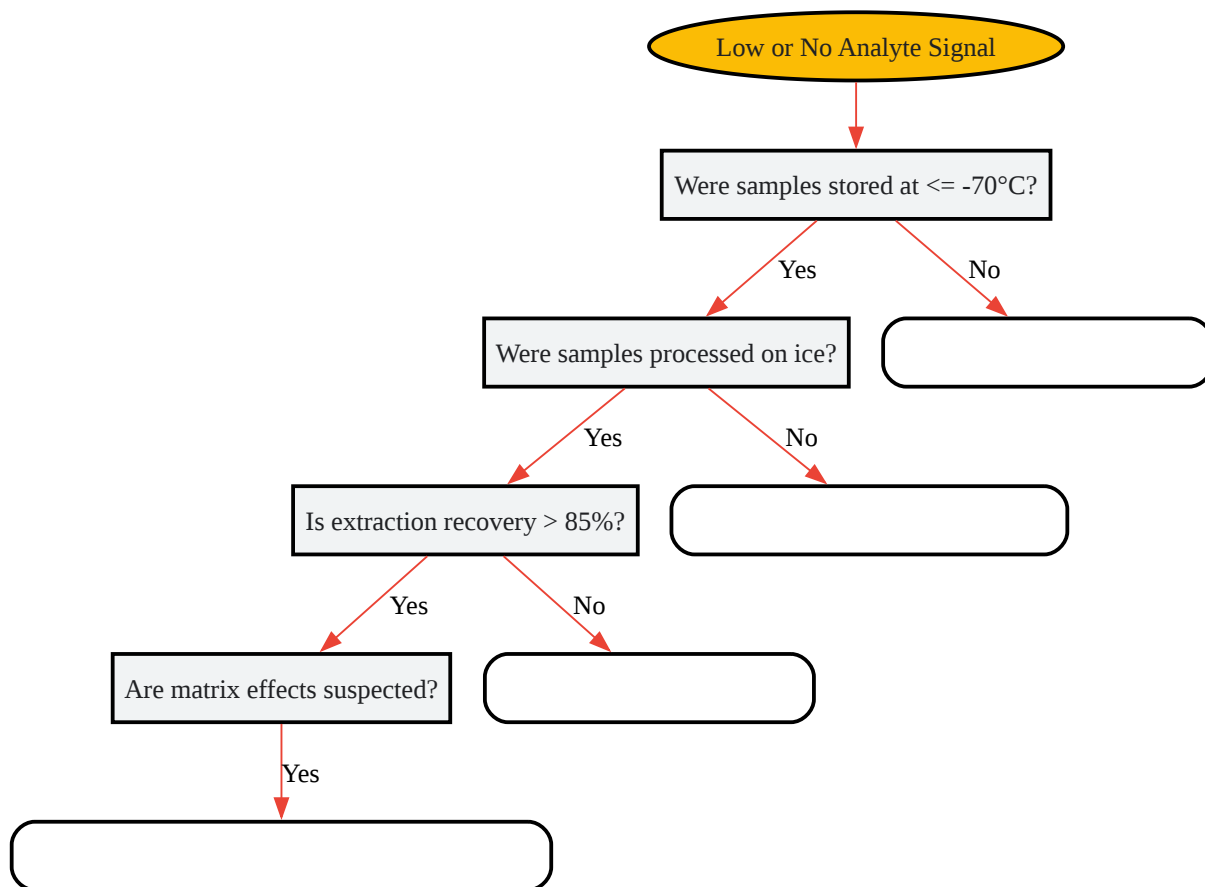 Low or No Analyte Signal
Were samples stored at <= -70°C?
Yes
No
Were samples processed on ice?
Yes
No
Is extraction recovery > 85%?
Yes
No
Are matrix effects suspected?
Yes